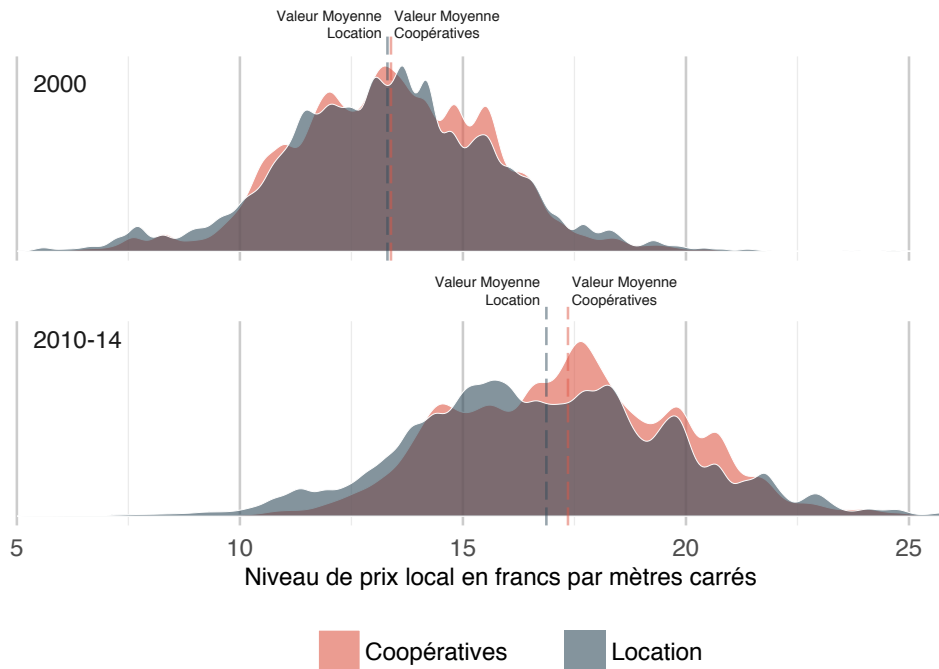 Valeur Moyenne
Location
Valeur Moyenne
Coopératives
2000
Valeur Moyenne
Location
Valeur Moyenne
Coopératives
2010-14
5 10 15 20 25
Niveau de prix local en francs par mètres carrés
Coopératives Location